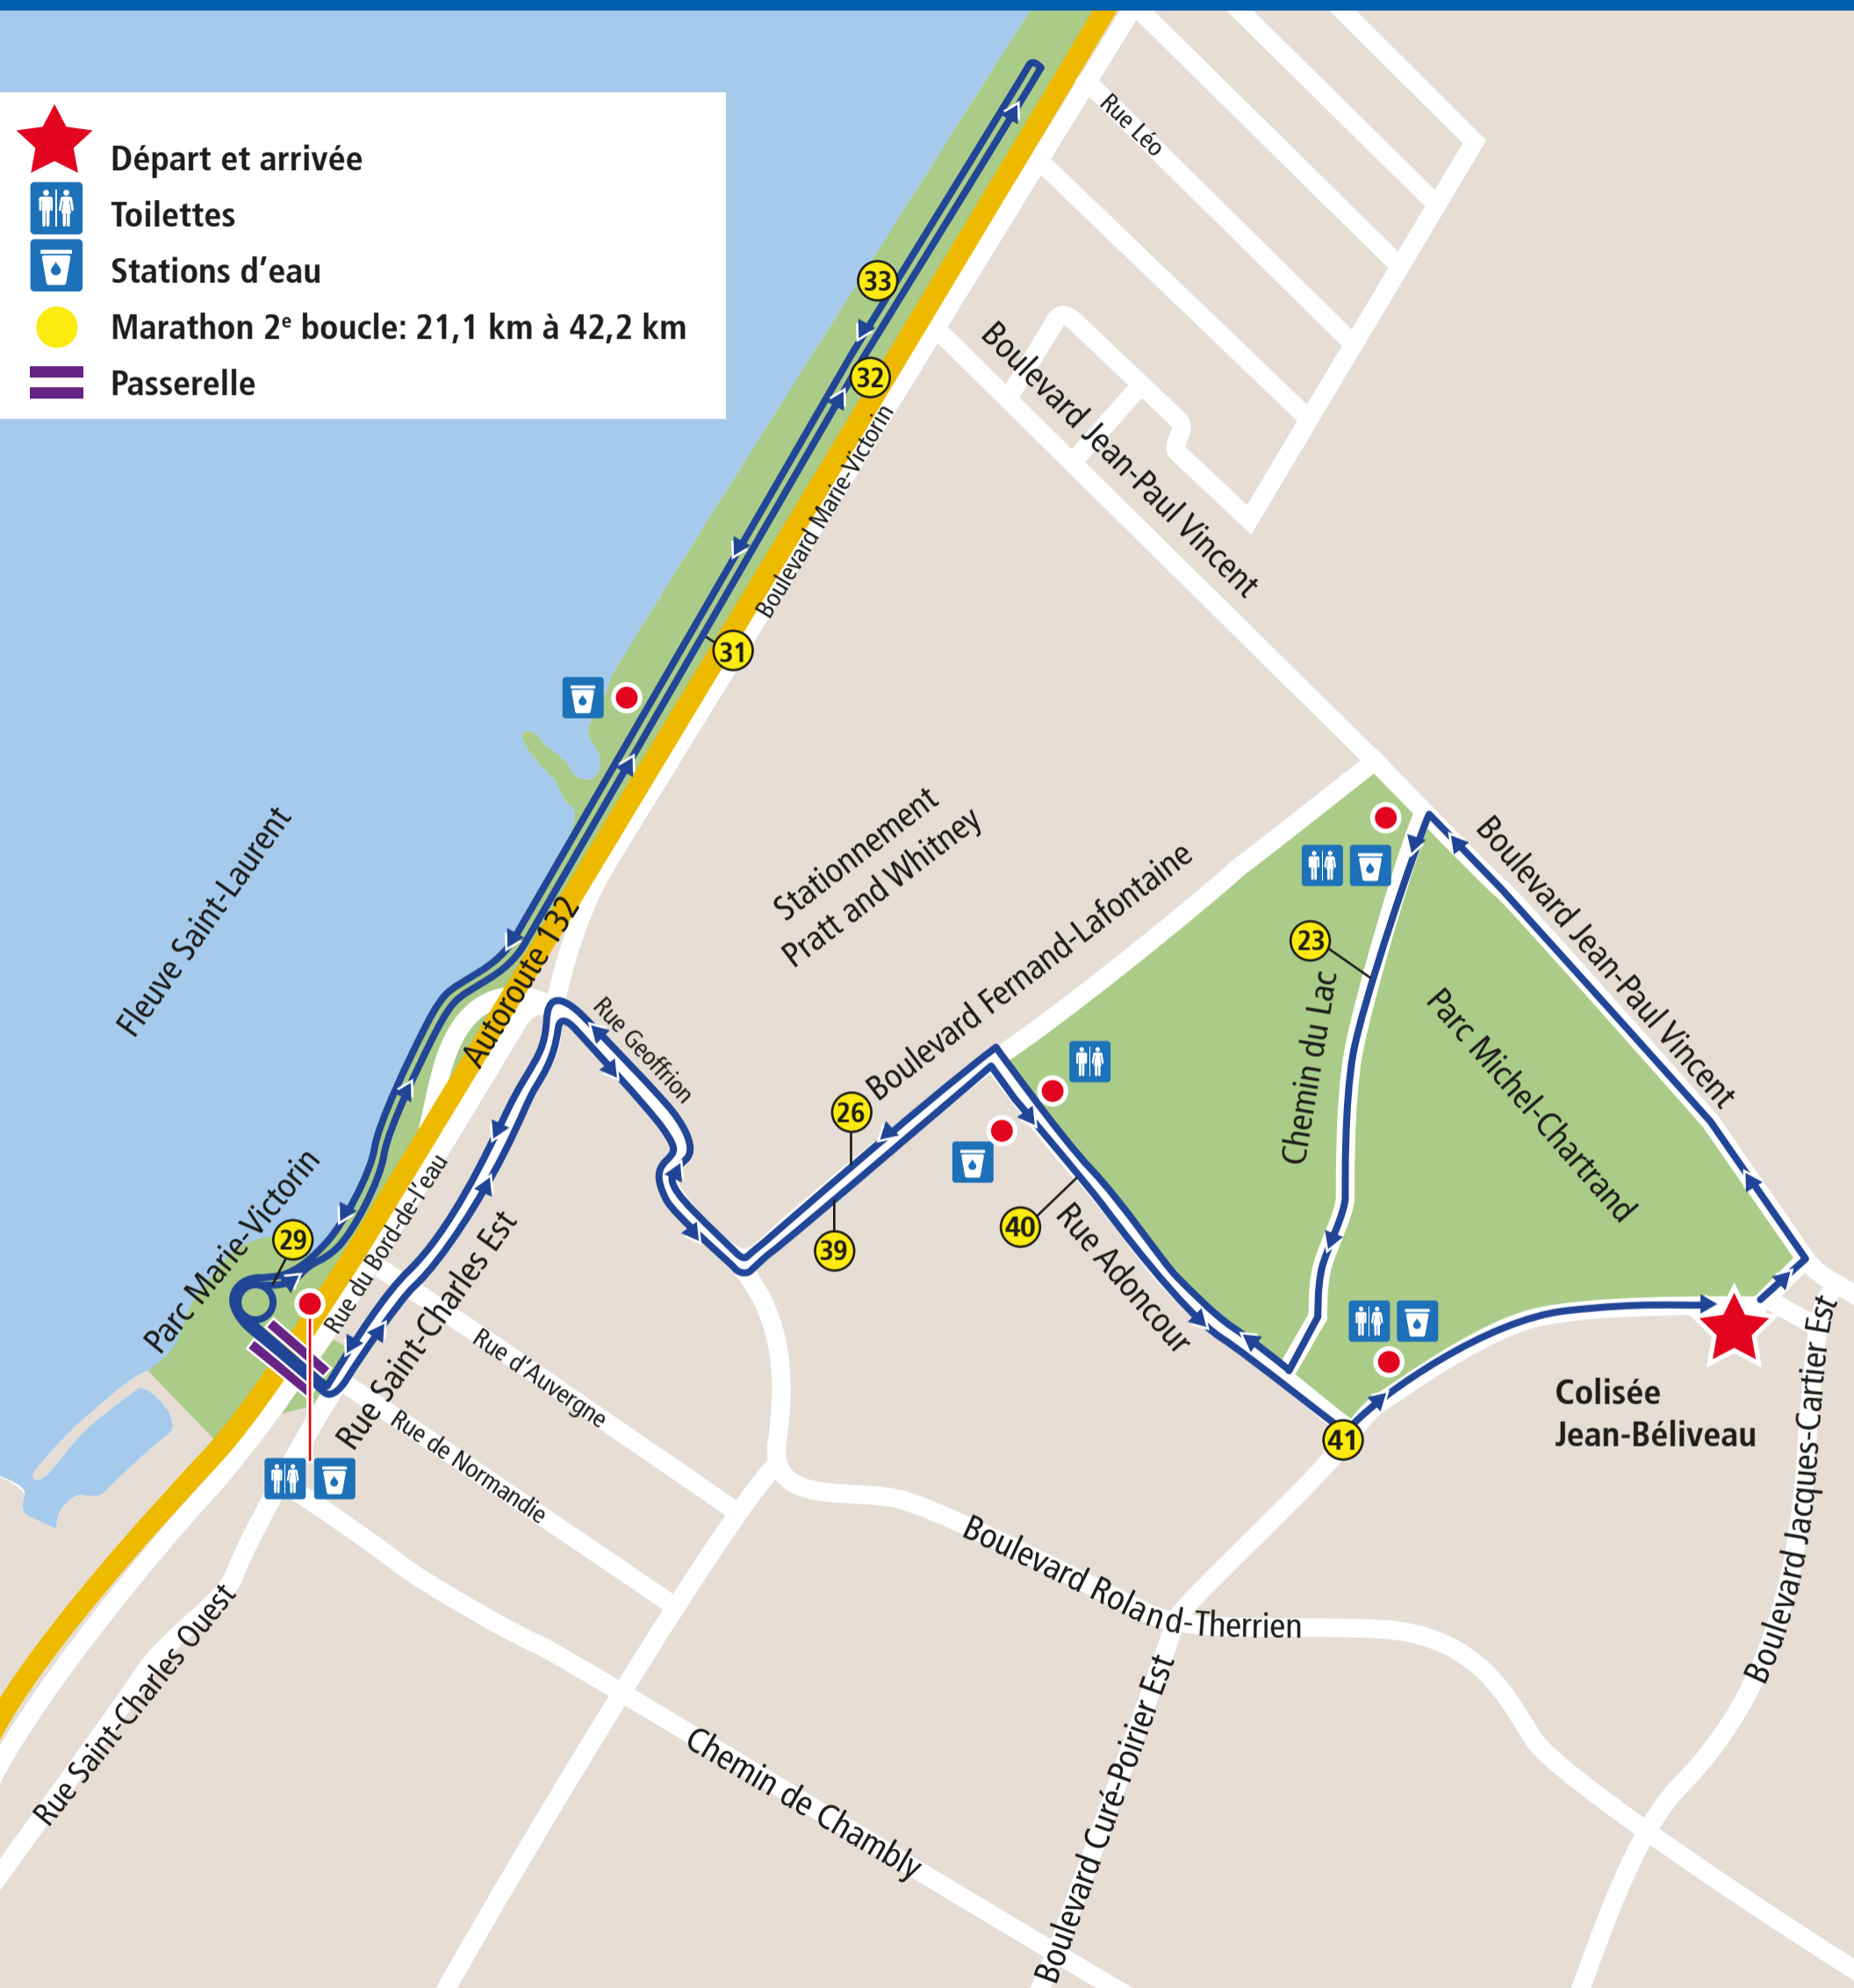 Départ et arrivée
Toilettes
Stations d’eau
Marathon 2e boucle: 21,1 km à 42,2 km
Passerelle
Rue Léo
33
32
Boulevard Marie-Victorin
Boulevard Jean-Paul Vincent
31
Fleuve Saint-Laurent
Autoroute 132
Stationnement
Pratt and Whitney
Boulevard Fernand-Lafontaine
Rue Geoffrion
23
Chemin du Lac
Boulevard Jean-Paul Vincent
Parc Michel-Chartrand
26
39
40
Rue Adoncour
Parc Marie-Victorin
29
Rue du Bord-de-l’eau
Rue Saint-Charles Est
Rue d’Auvergne
Rue de Normandie
41
Colisée
Jean-Béliveau
Boulevard Jacques-Cartier Est
Boulevard Roland-Therrien
Rue Saint-Charles Ouest
Chemin de Chambly
Boulevard Curé-Poirier Est